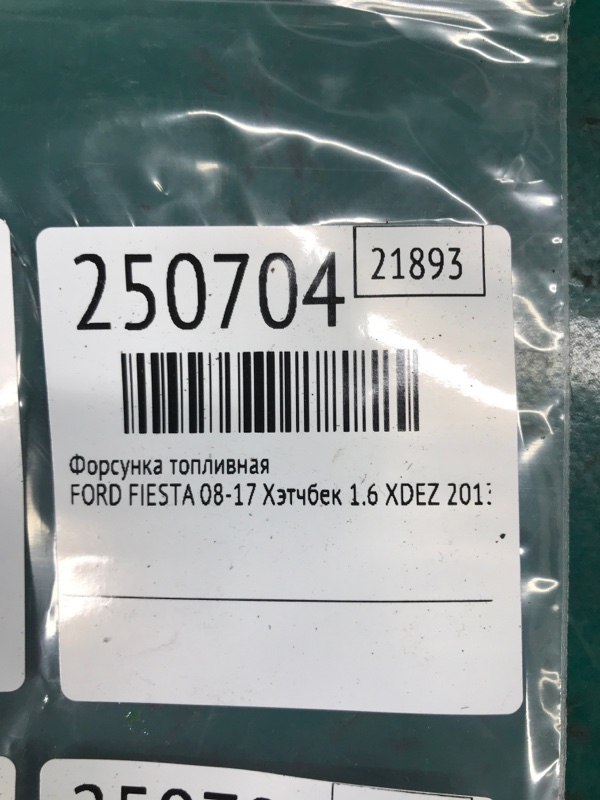 250704
21893
Форсунка топливная
FORD FIESTA 08-17 Хэтчбек 1.6 XDEZ